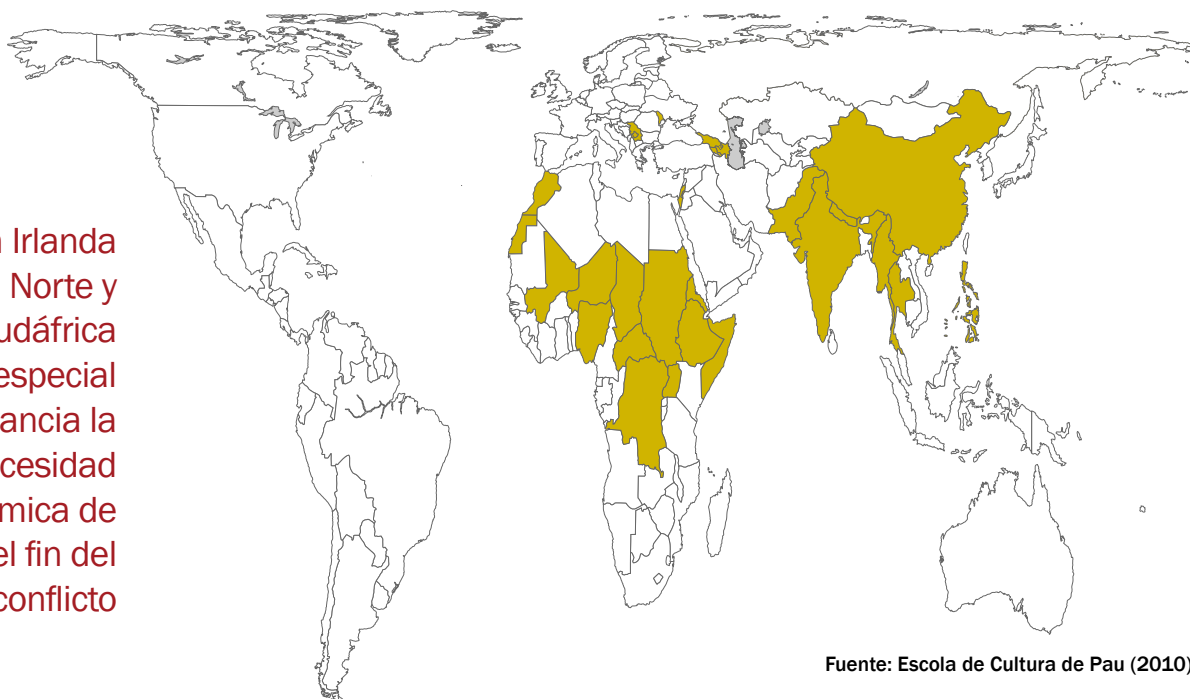 Irlanda
Norte y
udáfrica
especial
ancia la
cesidad
mica de
el fin del
conflicto
Fuente: Escola de Cultura de Pau (2010)